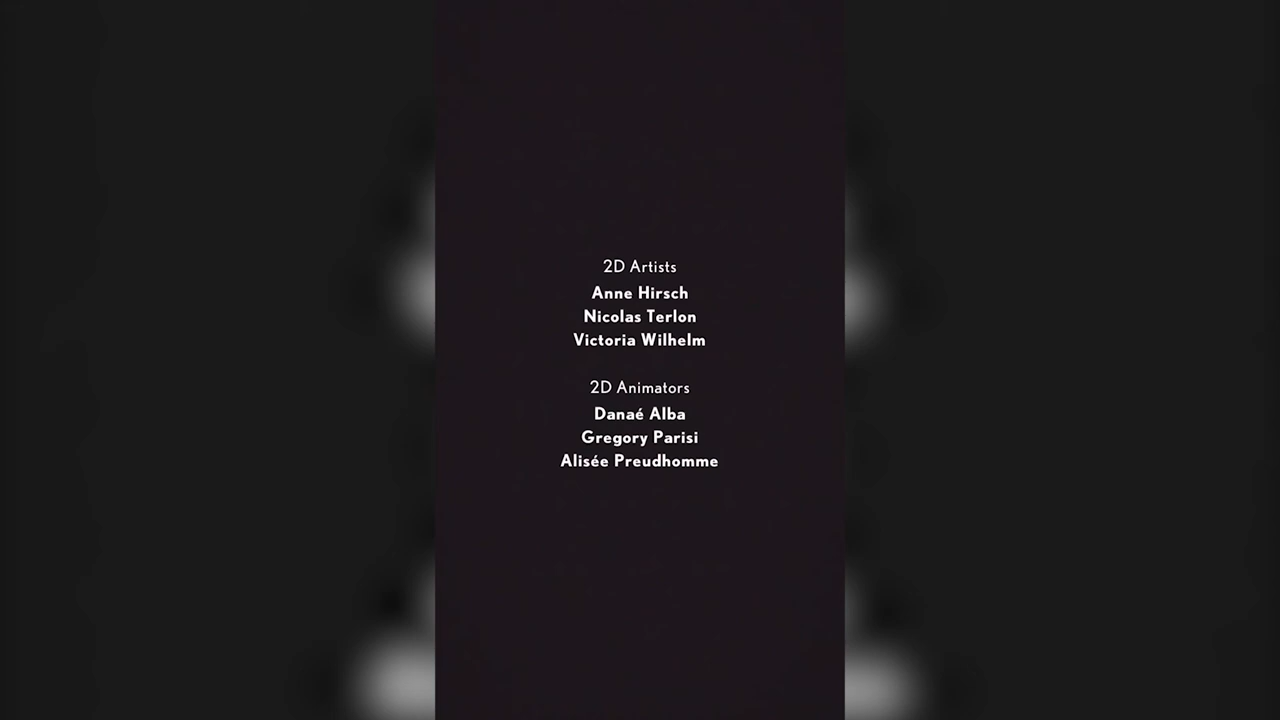 2D Artists
Anne Hirsch
Nicolas Terlon
Victoria Wilhelm
2D Animators
Danaé Alba
Gregory Parisi
Alisée Preudhomme